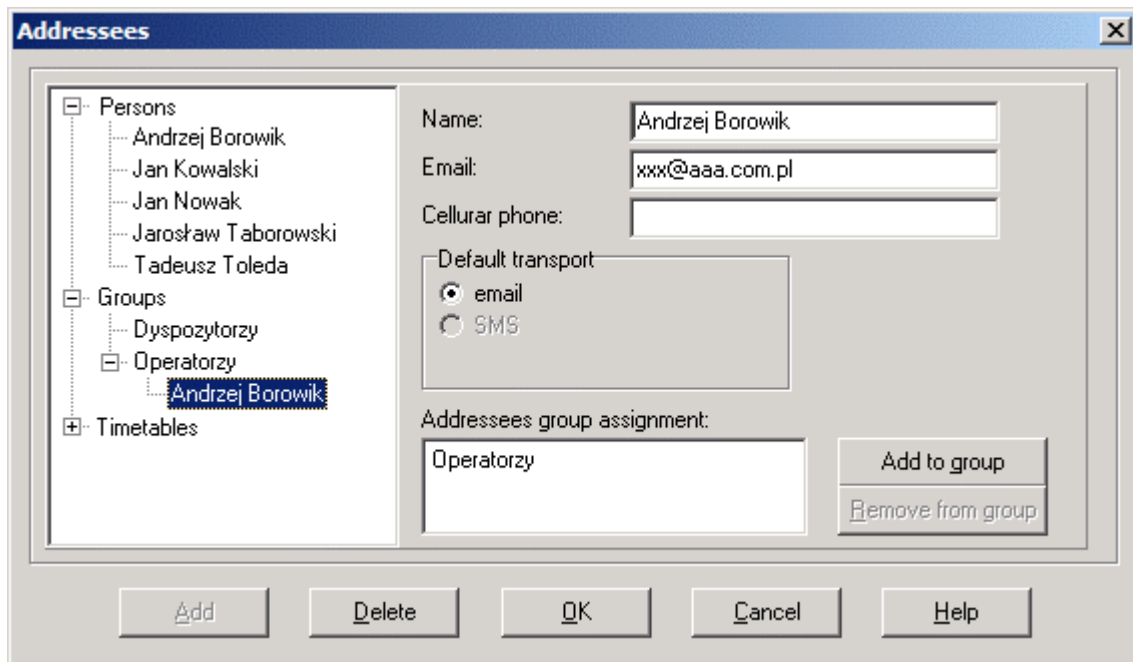 Addressees
Persons
Andrzej Borowik
Jan Kowalski
Jan Nowak
Jarosław Taborowski
Tadeusz Toleda
Groups
Dyspozytorzy
Operatorzy
Andrzej Borowik
Timetables
Name: Andrzej Borowik
Email: xxx@aaa.com.pl
Cellurar phone:
Default transport
email
SMS
Addressees group assignment:
Operatorzy
Add to group
Remove from group
Add Delete OK Cancel Help